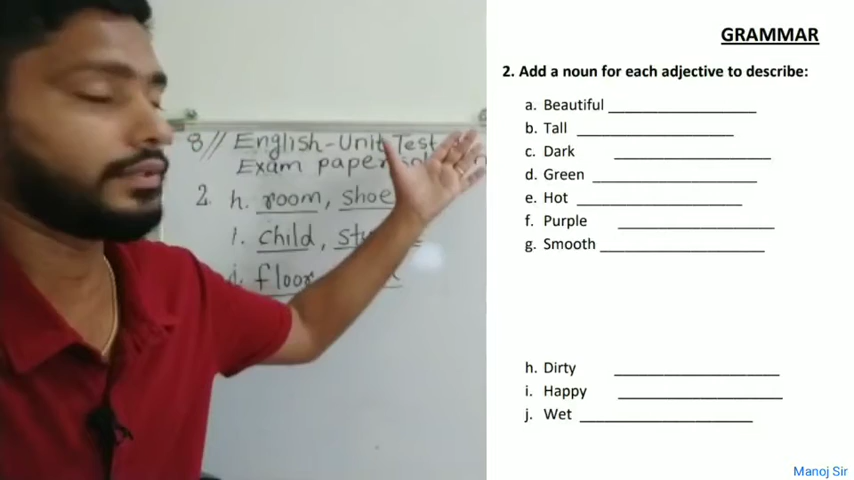 8// English-Unit Test
Exam paper
2. h. room, shoe
i. child,
j. floor
GRAMMAR
2. Add a noun for each adjective to describe:
a. Beautiful
b. Tall
c. Dark
d. Green
e. Hot
f. Purple
g. Smooth
h. Dirty
i. Happy
j. Wet
Manoj Sir